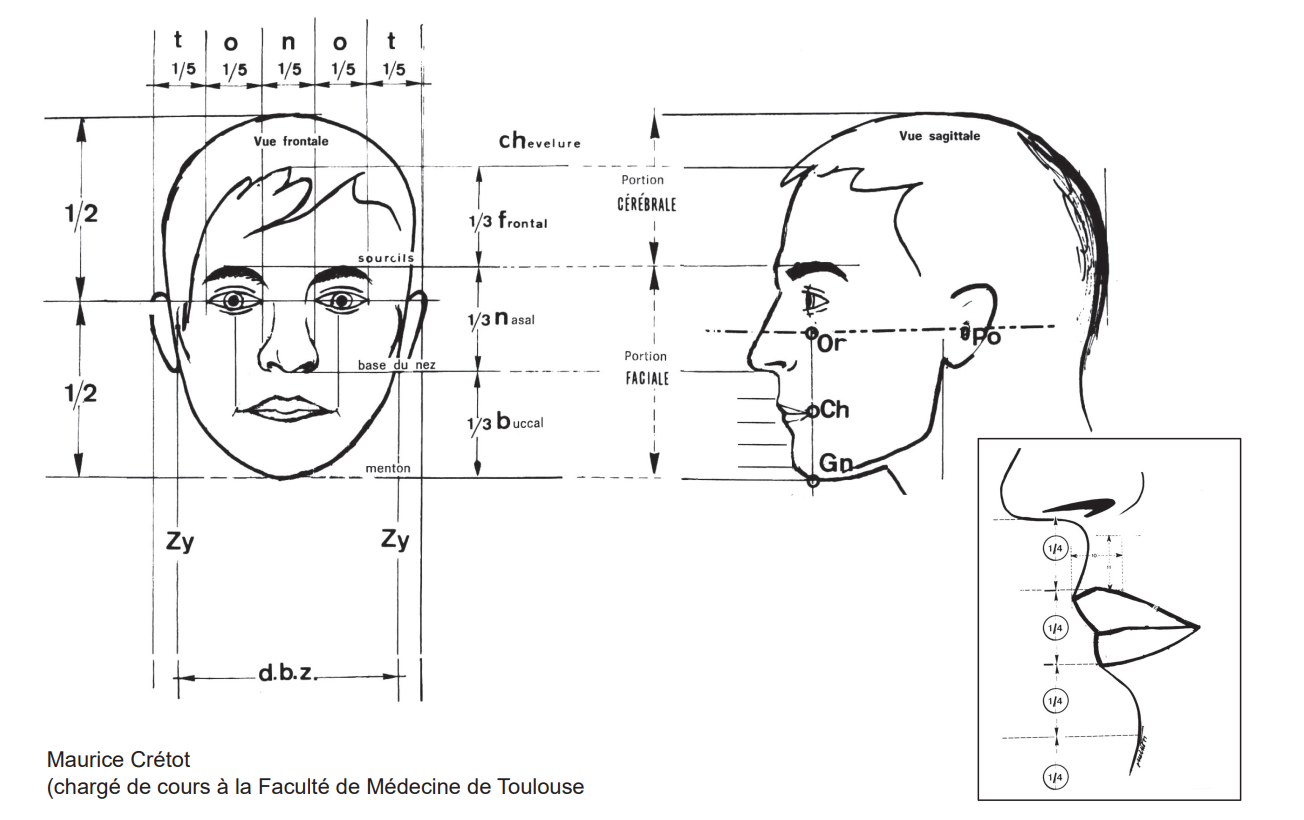 t o n o t
1/5 1/5 1/5 1/5 1/5
Vue frontale
chevelure
Vue sagittale
Portion
CÉRÉBRALE
1/2
1/3 frontal
sourcils
1/3 nasal
Or
Po
base du nez
Portion
FACIALE
1/2
Ch
1/3 buccal
menton
Gn
Zy
Zy
1/4
10
11
1/4
d.b.z.
1/4
1/4
Maurice Crétot
(chargé de cours à la Faculté de Médecine de Toulouse